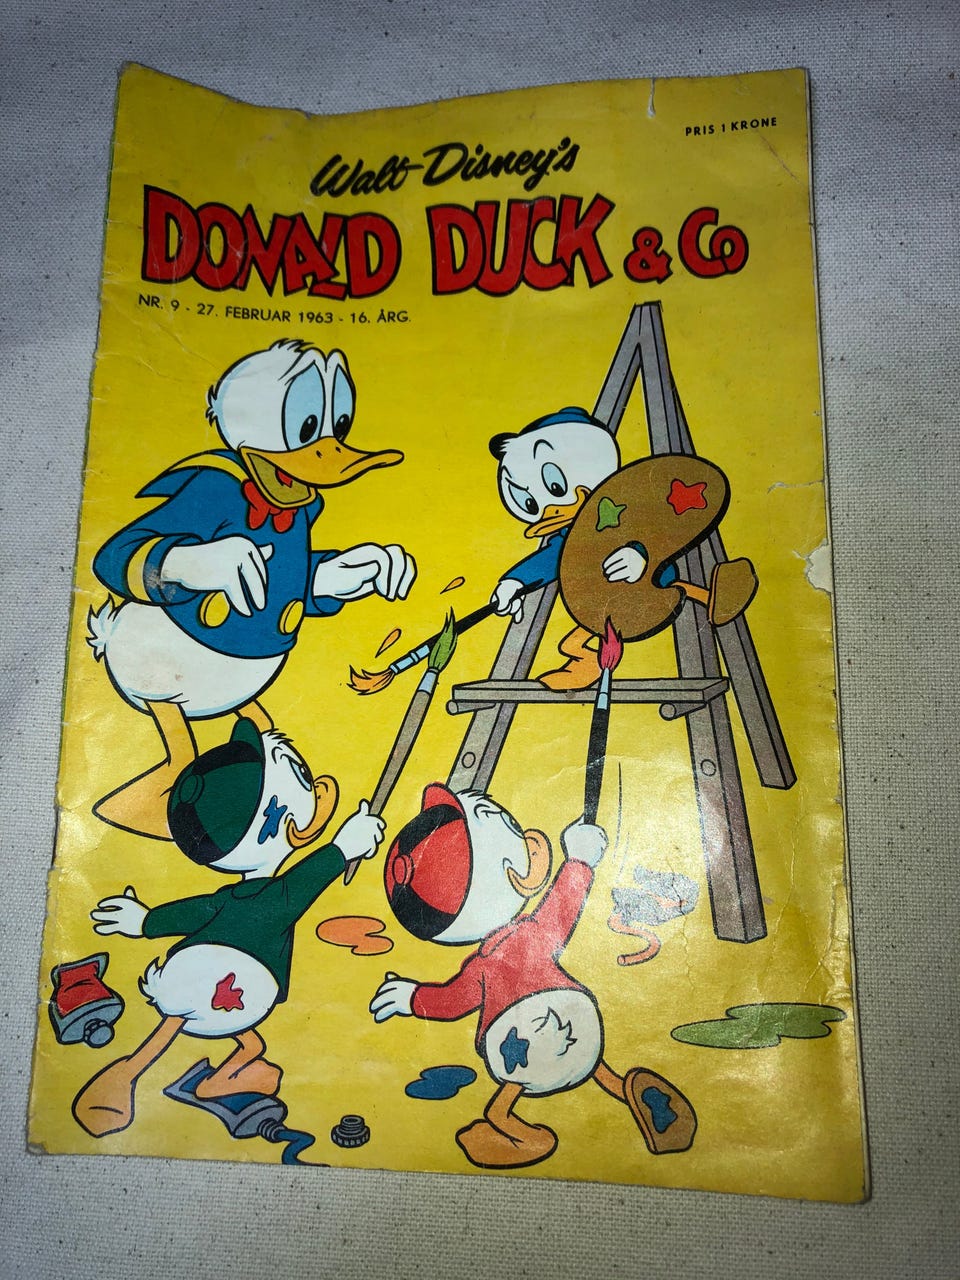 PRIS 1 KRONE
Walt Disney's
DONALD DUCK & Co
NR. 9 - 27. FEBRUAR 1963 - 16. ÅRG.